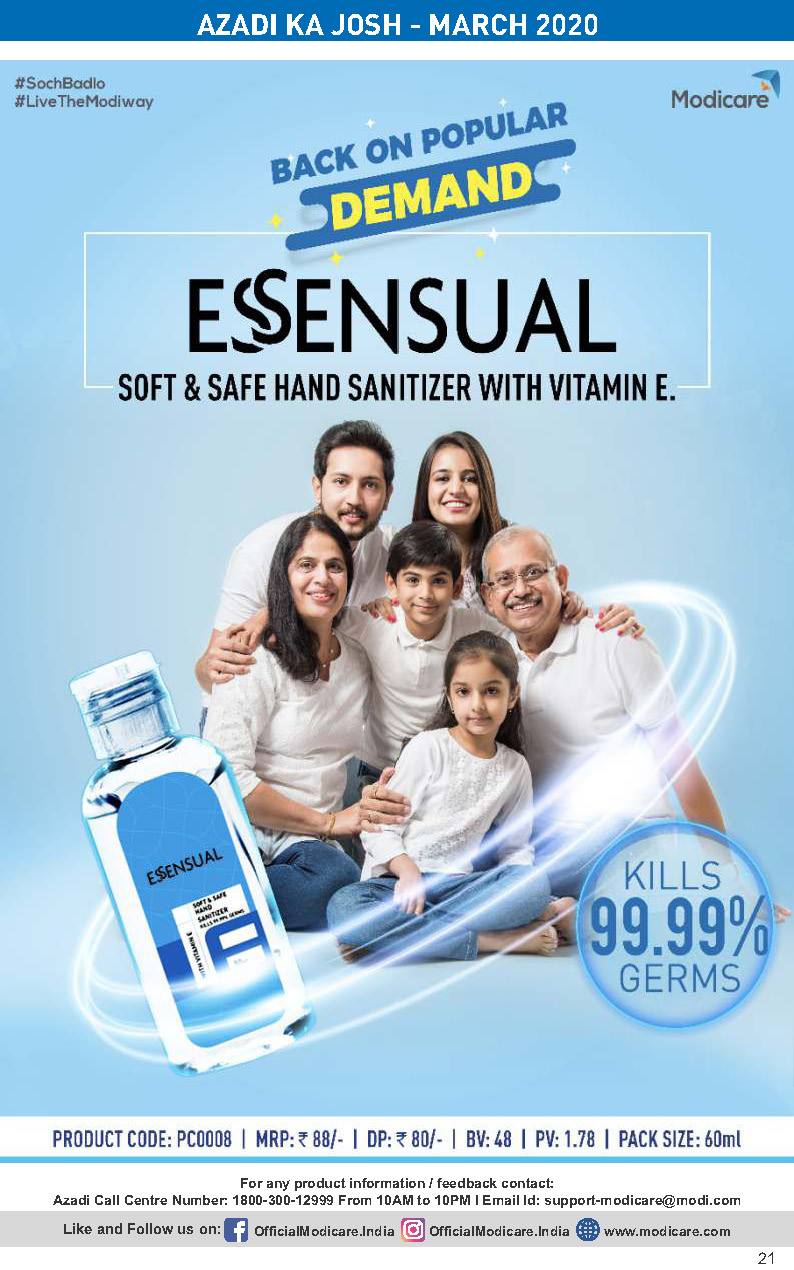 AZADI KA JOSH - MARCH 2020
#SochBadlo
#LiveTheModiway
Modicare
BACK ON POPULAR
DEMAND
ESSENSUAL
SOFT & SAFE HAND SANITIZER WITH VITAMIN E.
ESSENSUAL
SOFT & SAFE
HAND
SANITIZER
KILLS 99.99% GERMS
WITH VITAMIN E
KILLS
99.99%
GERMS
PRODUCT CODE: PC0008 | MRP: ₹ 88/- | DP: ₹ 80/- | BV: 48 | PV: 1.78 | PACK SIZE: 60ml
For any product information / feedback contact:
Azadi Call Centre Number: 1800-300-12999 From 10AM to 10PM I Email Id: support-modicare@modi.com
Like and Follow us on: OfficialModicare.India OfficialModicare.India www.modicare.com
21